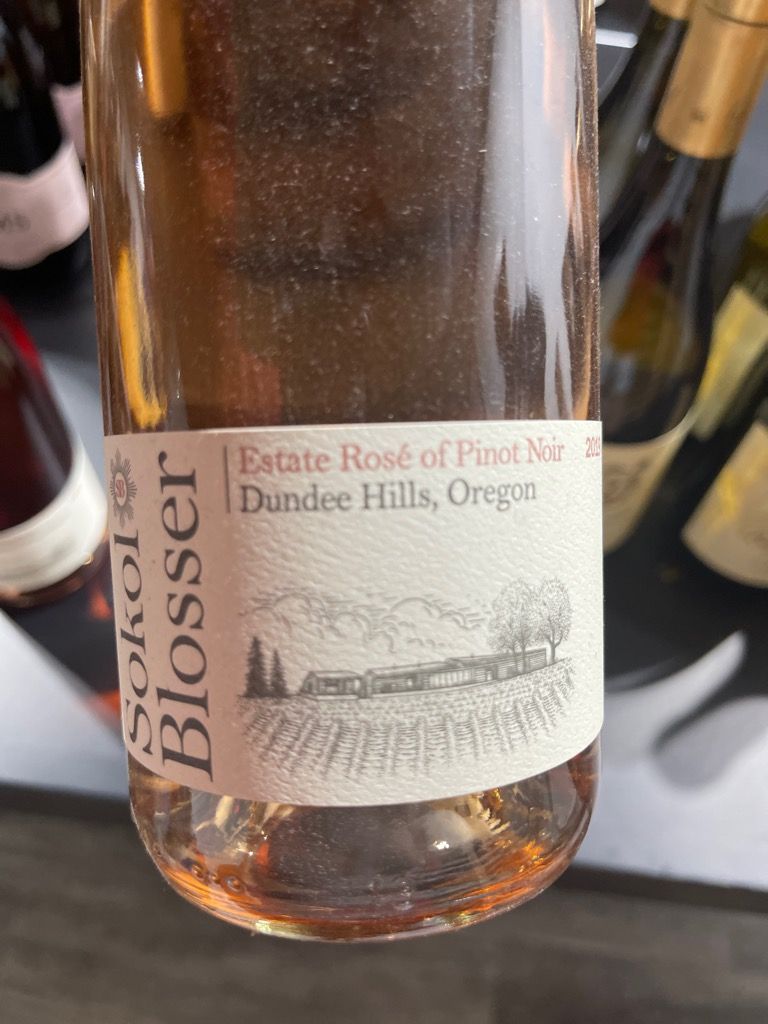 Sokol
Blosser
Estate Rosé of Pinot Noir
Dundee Hills, Oregon